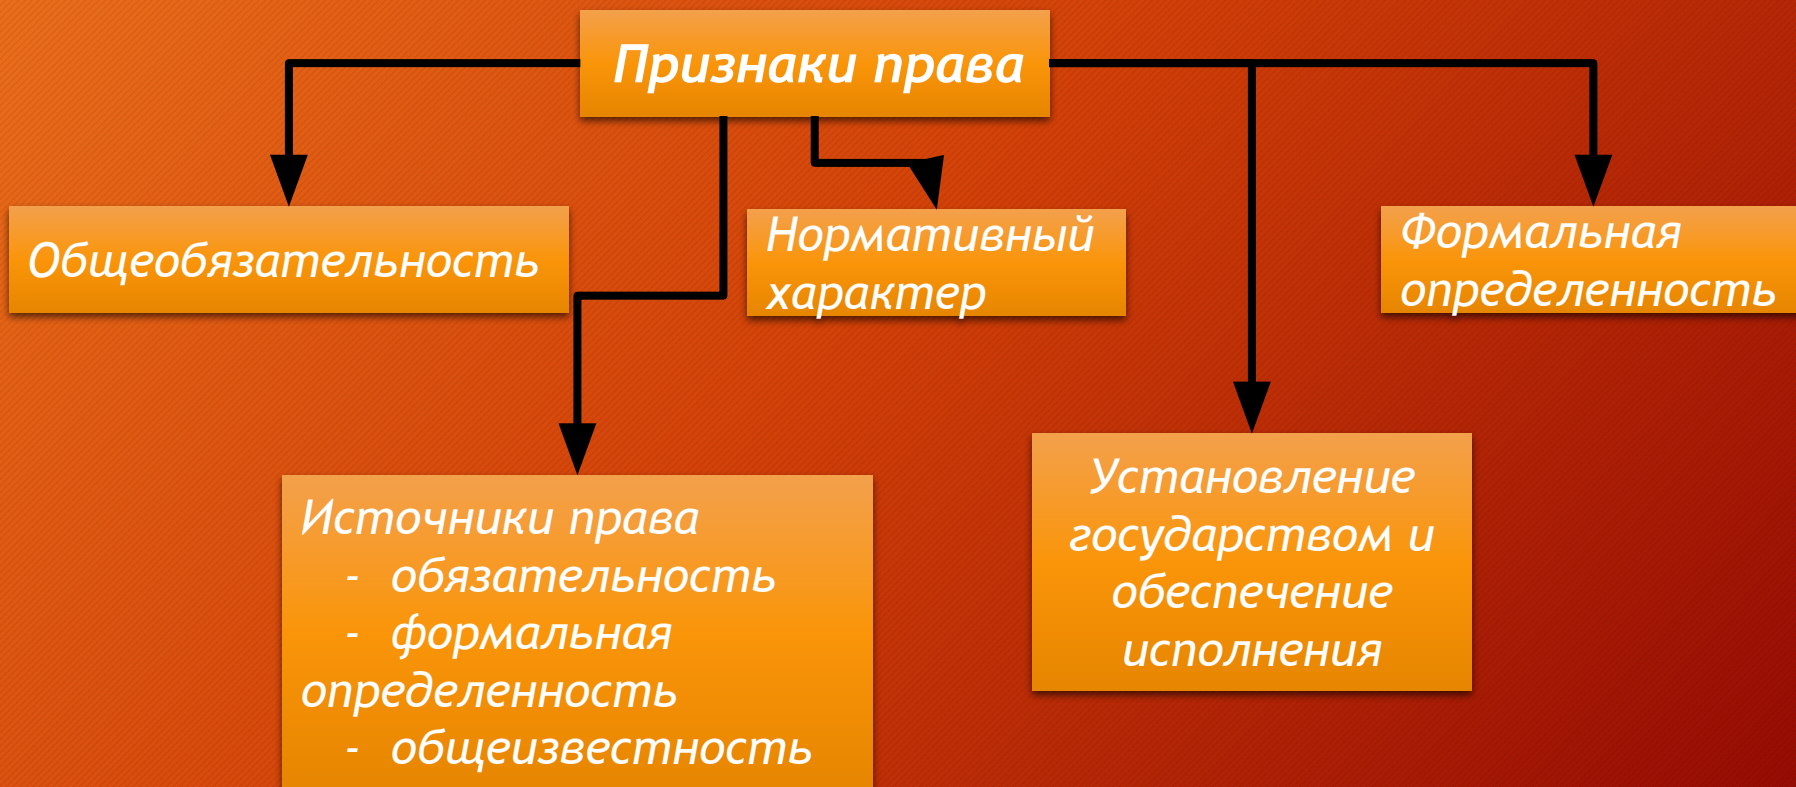 Признаки права
Общеобязательность
Нормативный
характер
Формальная
определенность
Источники права
- обязательность
- формальная
определенность
- общеизвестность
Установление
государством и
обеспечение
исполнения